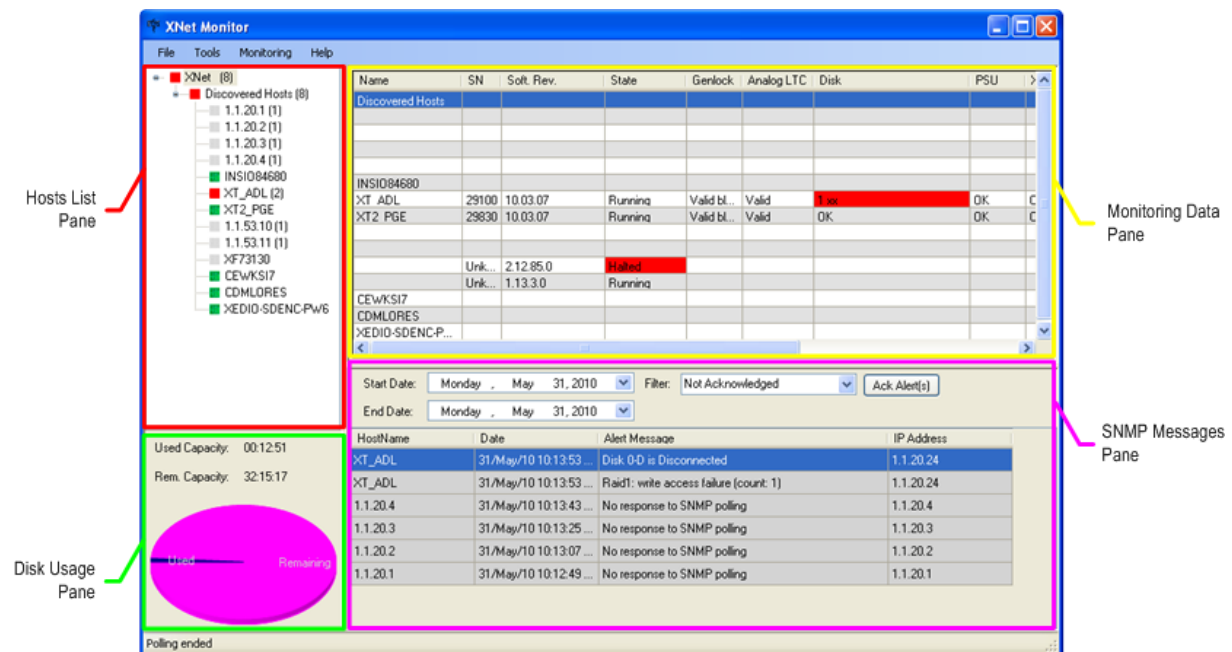 XNet Monitor
File Tools Monitoring Help
XNet (8)
Discovered Hosts (8)
1.1.20.1 (1)
1.1.20.2 (1)
1.1.20.3 (1)
1.1.20.4 (1)
INSIO84680
XT_ADL (2)
XT2_PGE
1.1.53.10 (1)
1.1.53.11 (1)
XF73130
CEWKSI7
CDMLORES
XEDIO-SDENC-PW6
Hosts List
Pane
Name SN Soft. Rev. State Genlock Analog LTC Disk PSU
Discovered Hosts
INSIO84680
XT_ADL 29100 10.03.07 Running Valid bl... Valid 1 xx OK
XT2_PGE 29830 10.03.07 Running Valid bl... Valid OK OK
Unk... 2.12.85.0 Halted
Unk... 1.13.3.0 Running
CEWKSI7
CDMLORES
XEDIO-SDENC-P...
Monitoring Data
Pane
Start Date: Monday , May 31, 2010 Filter: Not Acknowledged Ack Alert(s)
End Date: Monday , May 31, 2010
HostName Date Alert Message IP Address
XT_ADL 31/May/10 10:13:53 ... Disk 0-D is Disconnected 1.1.20.24
XT_ADL 31/May/10 10:13:53 ... Raid1: write access failure (count: 1) 1.1.20.24
1.1.20.4 31/May/10 10:13:43 ... No response to SNMP polling 1.1.20.4
1.1.20.3 31/May/10 10:13:25 ... No response to SNMP polling 1.1.20.3
1.1.20.2 31/May/10 10:13:07 ... No response to SNMP polling 1.1.20.2
1.1.20.1 31/May/10 10:12:49 ... No response to SNMP polling 1.1.20.1
SNMP Messages
Pane
Used Capacity: 00:12:51
Rem. Capacity: 32:15:17
Used Remaining
Disk Usage
Pane
Polling ended